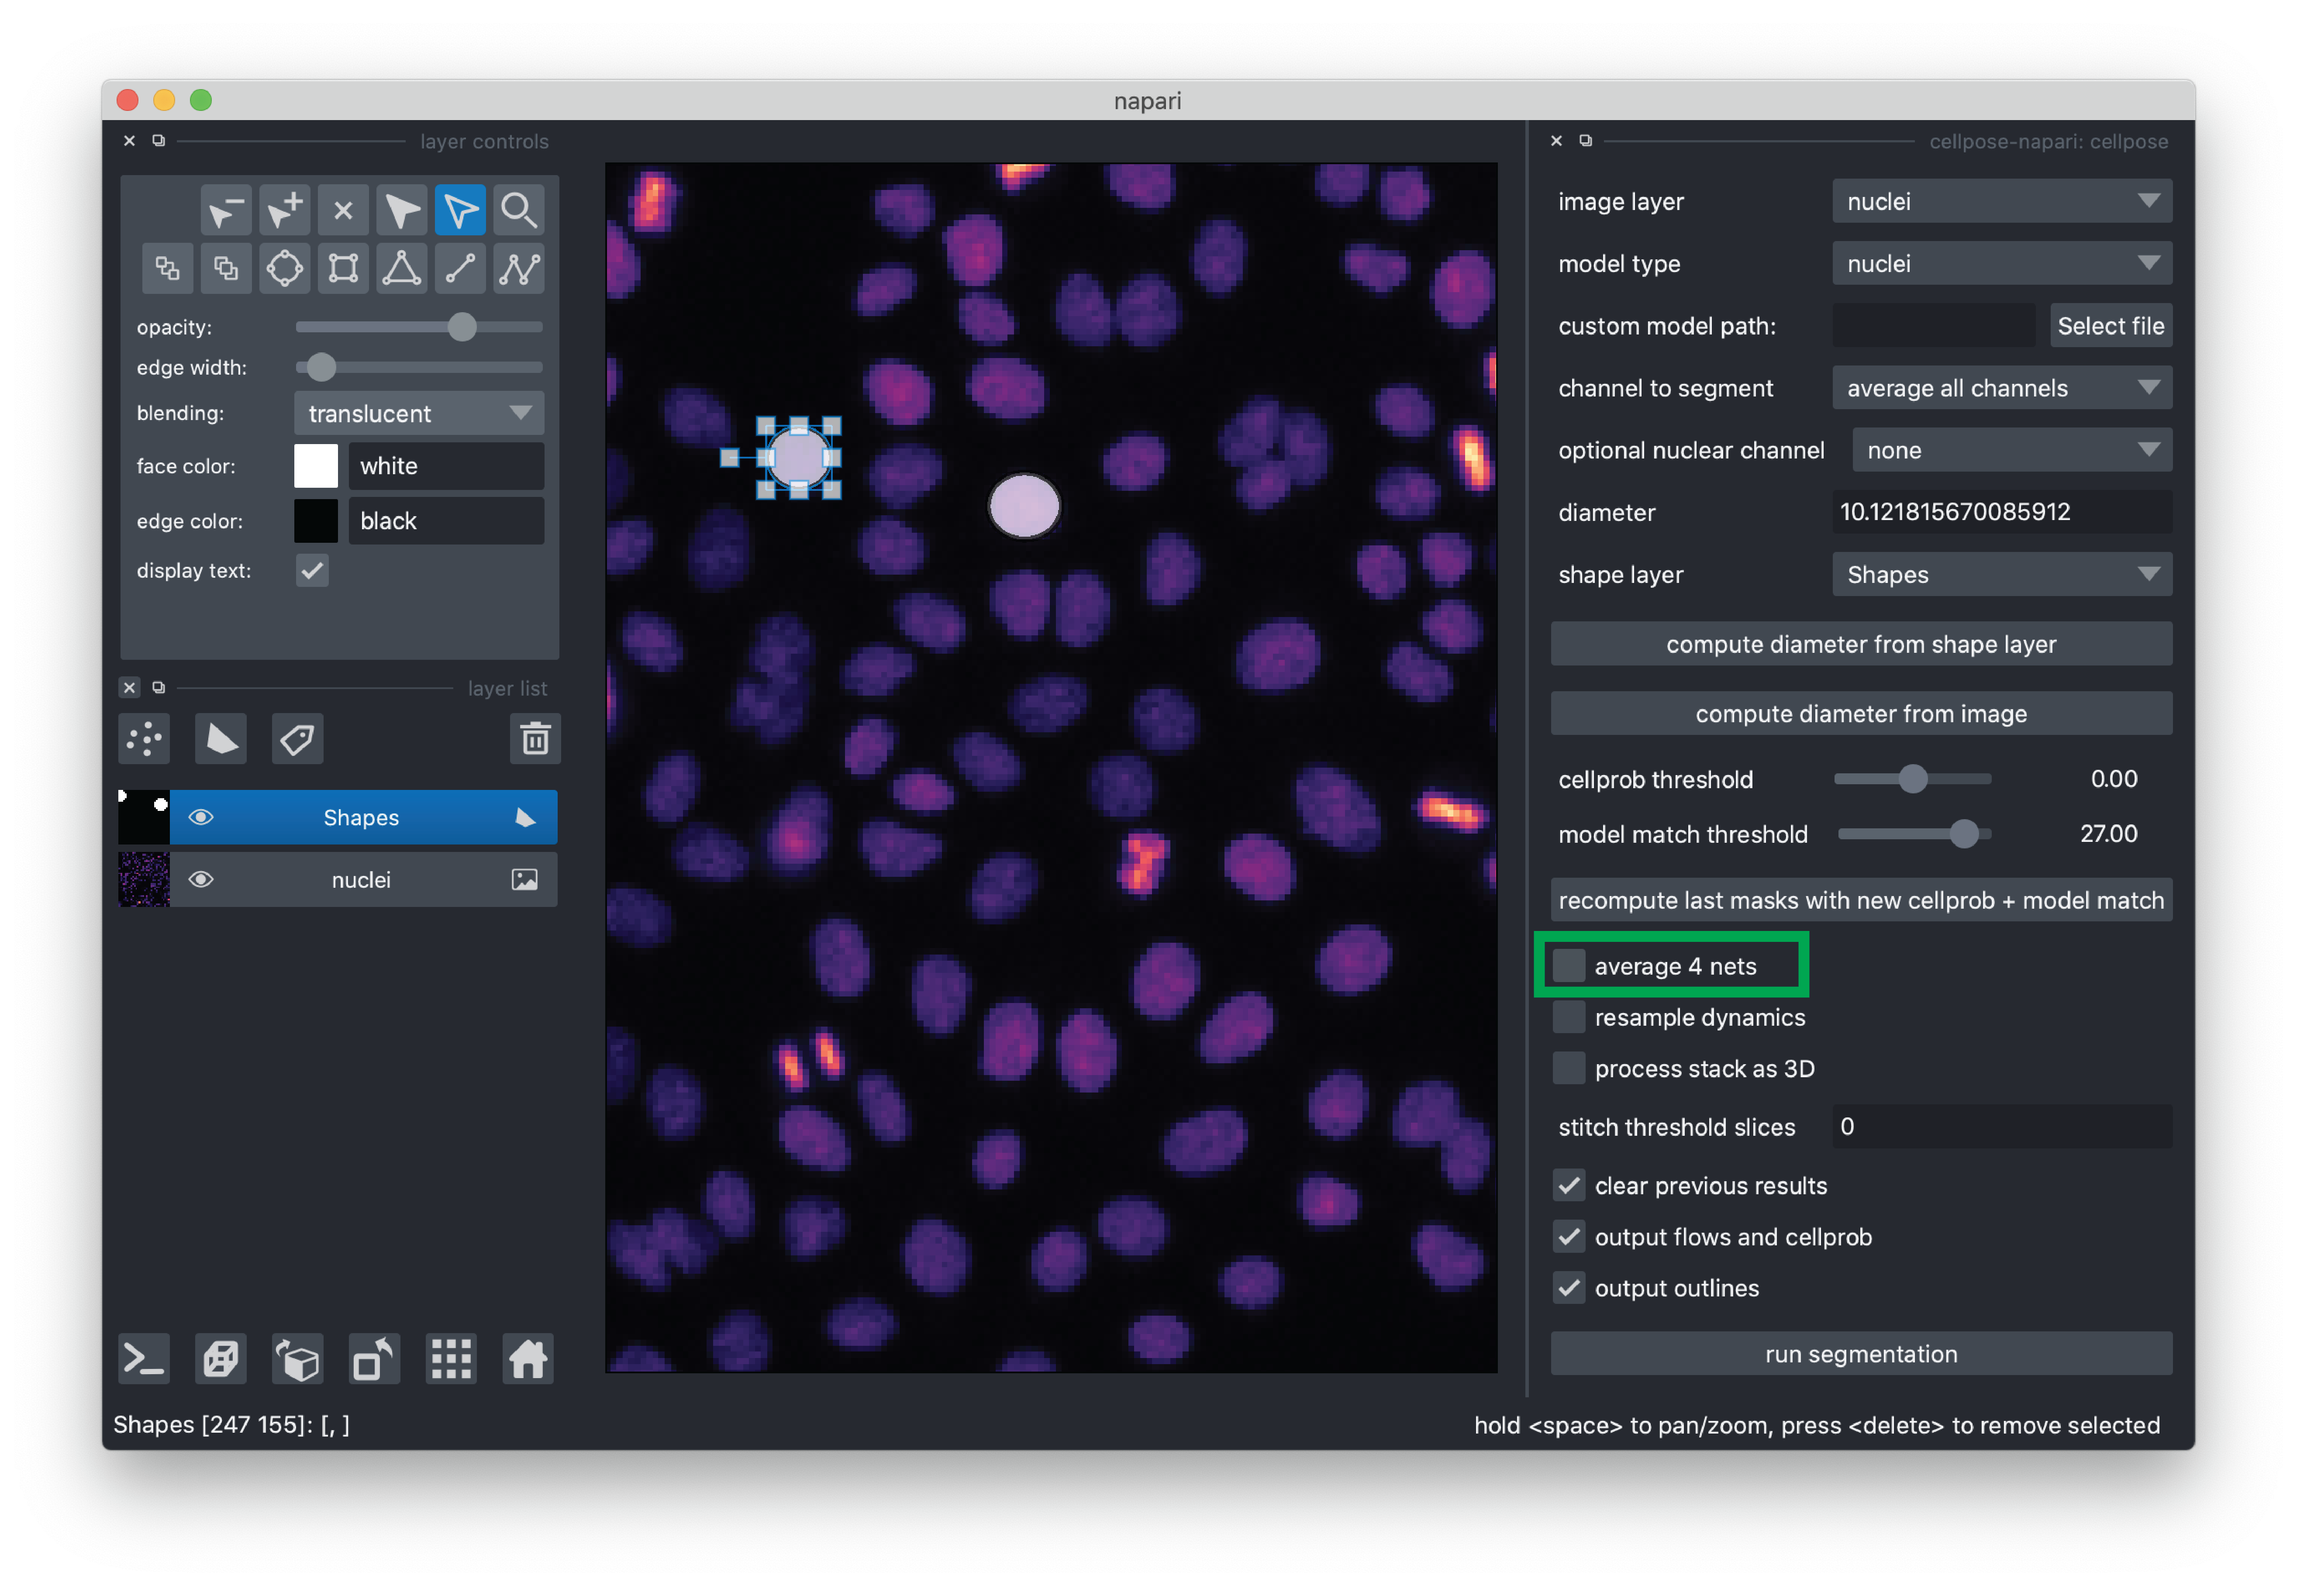 napari
layer controls
opacity:
edge width:
blending:
translucent
face color:
white
edge color:
black
display text:
layer list
Shapes
nuclei
Shapes [247 155]: [, ]
cellpose-napari: cellpose
image layer
nuclei
model type
nuclei
custom model path:
Select file
channel to segment
average all channels
optional nuclear channel
none
diameter
10.121815670085912
shape layer
Shapes
compute diameter from shape layer
compute diameter from image
cellprob threshold
0.00
model match threshold
27.00
recompute last masks with new cellprob + model match
average 4 nets
resample dynamics
process stack as 3D
stitch threshold slices
0
clear previous results
output flows and cellprob
output outlines
run segmentation
hold <space> to pan/zoom, press <delete> to remove selected